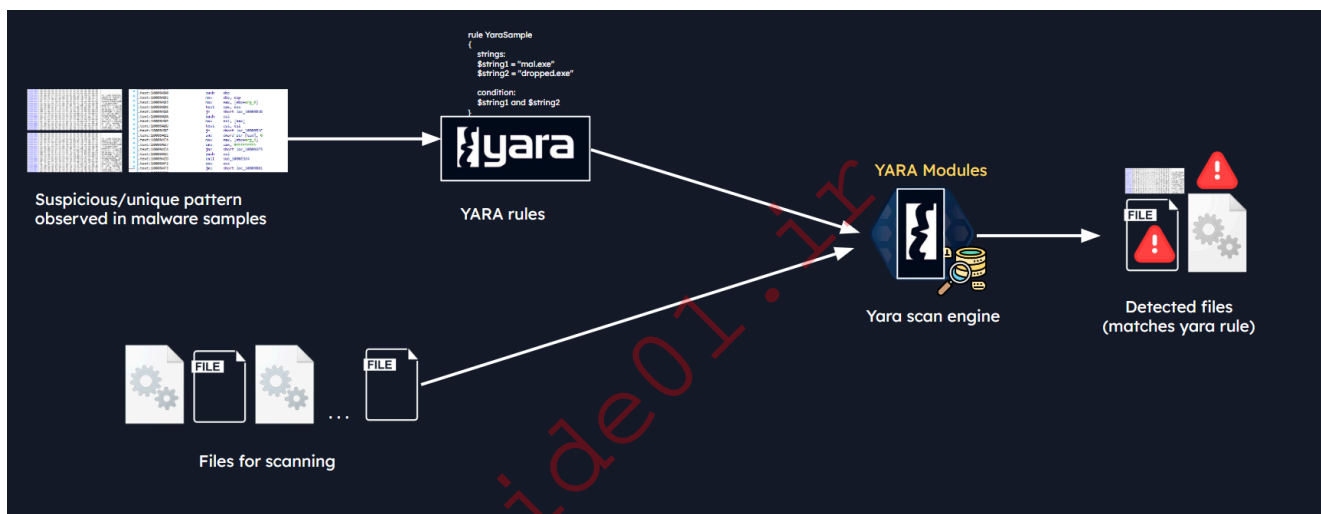 rule YaraSample
{
strings:
$string1 = "mal.exe"
$string2 = "dropped.exe"
condition:
$string1 and $string2
}
yara
YARA Modules
Suspicious/unique pattern
observed in malware samples
YARA rules
FILE
Yara scan engine
Detected files
(matches yara rule)
FILE
...
FILE
Files for scanning
ide01.ir